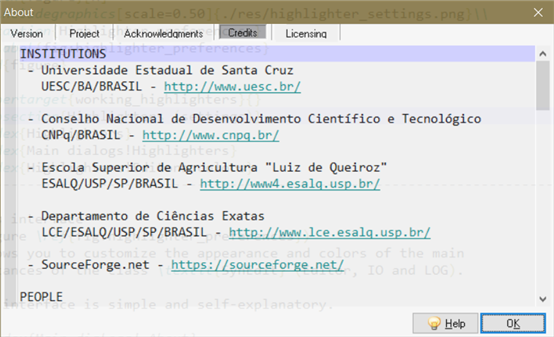 About
Version Project Acknowledgments Credits Licensing
INSTITUTIONS
- Universidade Estadual de Santa Cruz
UESC/BA/BRASIL - http://www.uesc.br/
- Conselho Nacional de Desenvolvimento Científico e Tecnológico
CNPq/BRASIL - http://www.cnpq.br/
- Escola Superior de Agricultura "Luiz de Queiroz"
ESALQ/USP/SP/BRASIL - http://www4.esalq.usp.br/
- Departamento de Ciências Exatas
LCE/ESALQ/USP/SP/BRASIL - http://www.lce.esalq.usp.br/
- SourceForge.net - https://sourceforge.net/
PEOPLE
Help OK